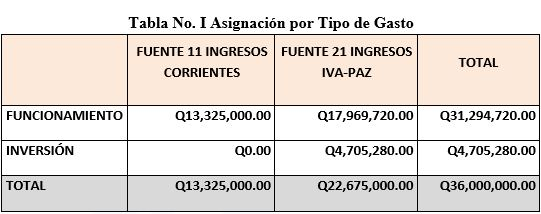 Tabla No. I Asignación por Tipo de Gasto
FUENTE 11 INGRESOS CORRIENTES FUENTE 21 INGRESOS IVA-PAZ TOTAL
FUNCIONAMIENTO Q13,325,000.00 Q17,969,720.00 Q31,294,720.00
INVERSIÓN Q0.00 Q4,705,280.00 Q4,705,280.00
TOTAL Q13,325,000.00 Q22,675,000.00 Q36,000,000.00